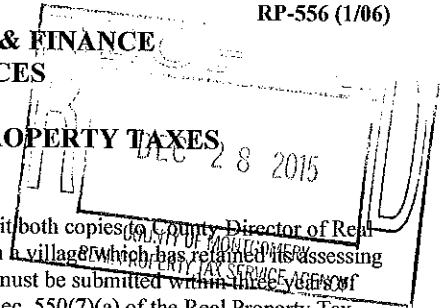 RP-556 (1/06)
& FINANCE
CES
OPERTY TAXES
DEC 28 2015
it both copies to County Director of Real
COUNTY OF MONTGOMERY
n a village which has retained its assessing
REAL PROPERTY TAX SERVICE AGENCY
must be submitted within three years of
ec. 550(7)(a) of the Real Property Tax